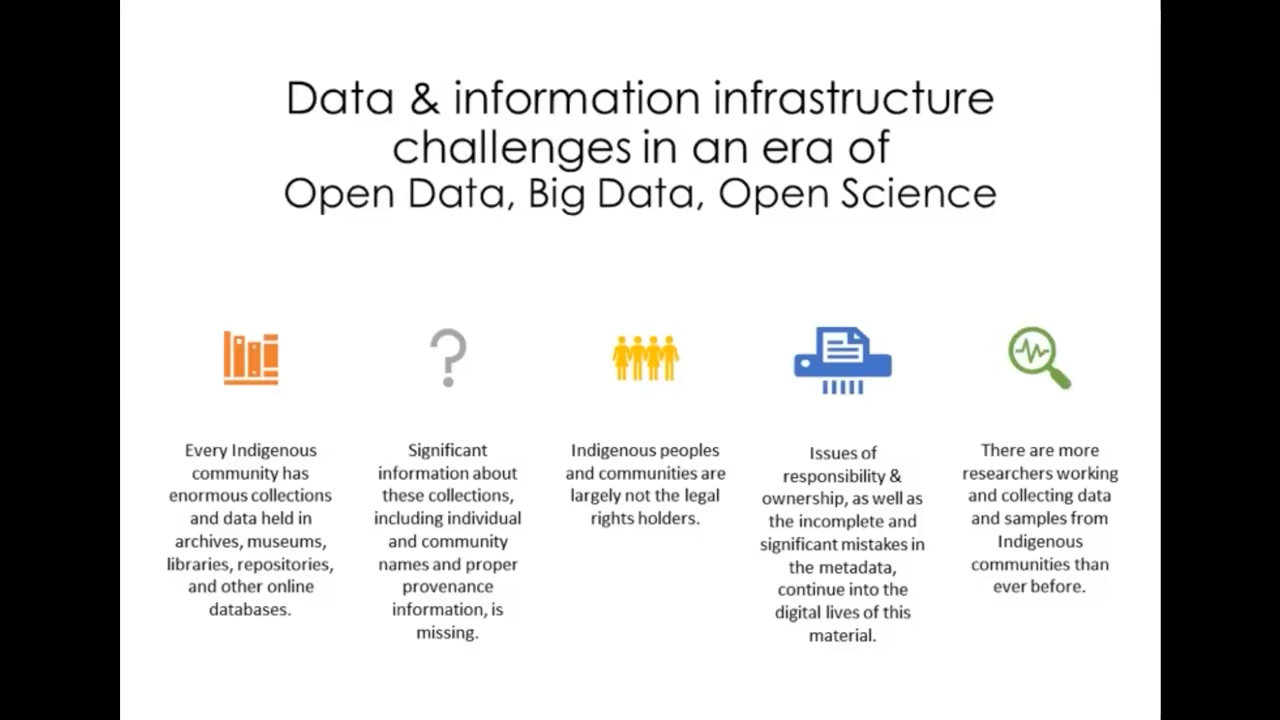 Data & information infrastructure
challenges in an era of
Open Data, Big Data, Open Science
Every Indigenous
community has
enormous collections
and data held in
archives, museums,
libraries, repositories,
and other online
databases.
Significant
information about
these collections,
including individual
and community
names and proper
provenance
information, is
missing.
Indigenous peoples
and communities are
largely not the legal
rights holders.
Issues of
responsibility &
ownership, as well as
the incomplete and
significant mistakes in
the metadata,
continue into the
digital lives of this
material.
There are more
researchers working
and collecting data
and samples from
Indigenous
communities than
ever before.